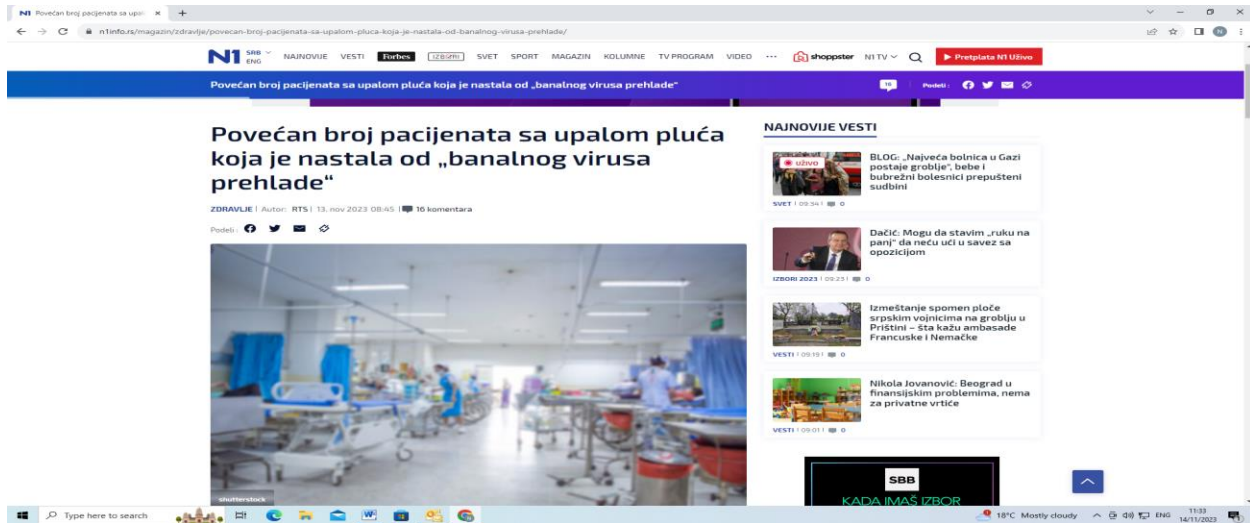 N1 Povećan broj pacijenata sa upal
n1info.rs/magazin/zdravlje/povecan-broj-pacijenata-sa-upalom-pluca-koja-je-nastala-od-banalnog-virusa-prehlade/
N1 SRB ENG NAJNOVIJE VESTI Forbes IZBORI SVET SPORT MAGAZIN KOLUMNE TV PROGRAM VIDEO ... shoppster N1 TV Pretplata N1 Uživo
Povećan broj pacijenata sa upalom pluća koja je nastala od „banalnog virusa prehlade“ 16 Podeli:
Povećan broj pacijenata sa upalom pluća
koja je nastala od „banalnog virusa
prehlade“
ZDRAVLJE | Autor: RTS | 13. nov 2023 08:45 | 16 komentara
Podeli:
shutterstock
NAJNOVIJE VESTI
uživo
BLOG: „Najveća bolnica u Gazi
postaje groblje“, bebe i
bubrežni bolesnici prepušteni
sudbini
SVET | 09:34 | 0
Dačić: Mogu da stavim „ruku na
panj“ da neću ući u savez sa
opozicijom
IZBORI 2023 | 09:23 | 0
Izmeštanje spomen ploče
srpskim vojnicima na groblju u
Prištini – šta kažu ambasade
Francuske i Nemačke
VESTI | 09:19 | 0
Nikola Jovanović: Beograd u
finansijskim problemima, nema
za privatne vrtiće
VESTI | 09:01 | 0
SBB
KADA IMAŠ IZBOR
Type here to search
18°C Mostly cloudy ENG 11:33
14/11/2023